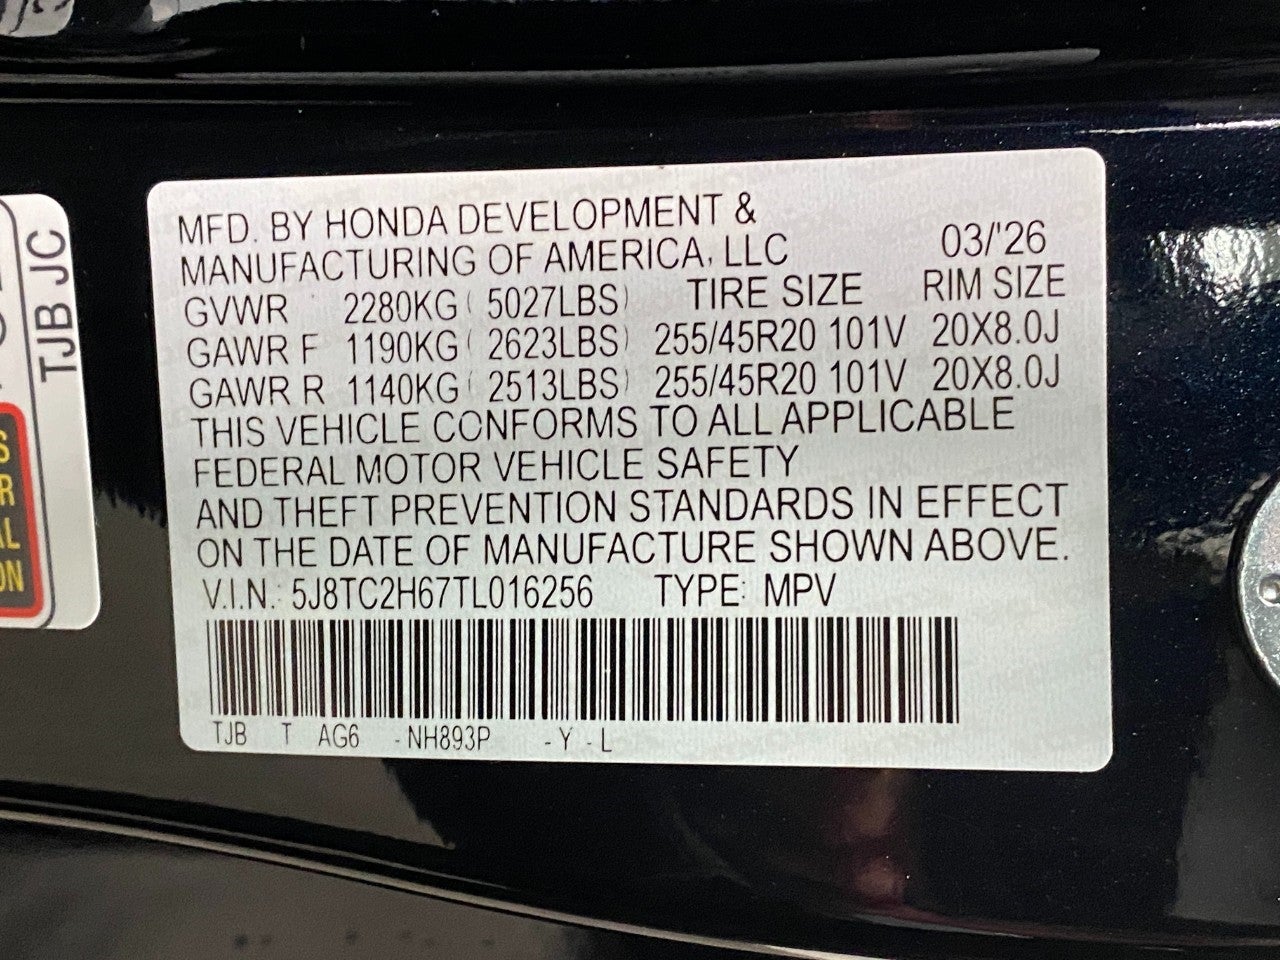 MFD. BY HONDA DEVELOPMENT &
MANUFACTURING OF AMERICA, LLC 03/'26
GVWR 2280KG ( 5027LBS) TIRE SIZE RIM SIZE
GAWR F 1190KG ( 2623LBS) 255/45R20 101V 20X8.0J
GAWR R 1140KG ( 2513LBS) 255/45R20 101V 20X8.0J
THIS VEHICLE CONFORMS TO ALL APPLICABLE
FEDERAL MOTOR VEHICLE SAFETY
AND THEFT PREVENTION STANDARDS IN EFFECT
ON THE DATE OF MANUFACTURE SHOWN ABOVE.
V.I.N.: 5J8TC2H67TL016256 TYPE: MPV
TJB T AG6 - NH893P - Y - L
TJB JC